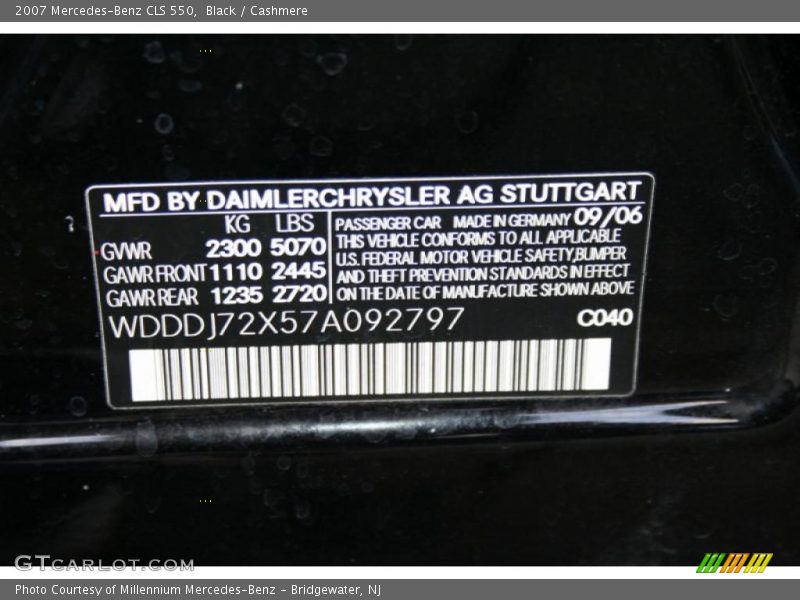 2007 Mercedes-Benz CLS 550, Black / Cashmere
MFD BY DAIMLERCHRYSLER AG STUTTGART
KG LBS
GVWR 2300 5070
GAWR FRONT 1110 2445
GAWR REAR 1235 2720
PASSENGER CAR MADE IN GERMANY 09/06
THIS VEHICLE CONFORMS TO ALL APPLICABLE
U.S. FEDERAL MOTOR VEHICLE SAFETY,BUMPER
AND THEFT PREVENTION STANDARDS IN EFFECT
ON THE DATE OF MANUFACTURE SHOWN ABOVE
WDDDJ72X57A092797 C040
GTCARLOT.COM
Photo Courtesy of Millennium Mercedes-Benz - Bridgewater, NJ